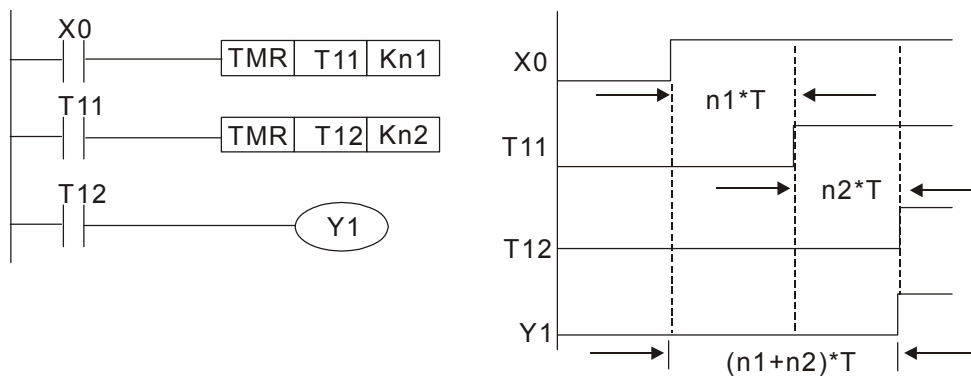 X0
TMR T11 Kn1
T11
TMR T12 Kn2
T12
Y1
X0
n1*T
T11
n2*T
T12
Y1
(n1+n2)*T